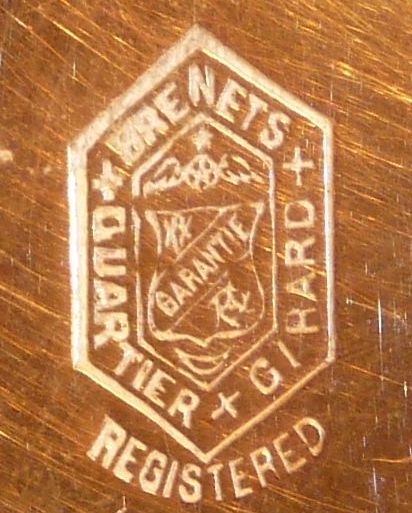 BRENETS
+ QUARTIER + GIRARD +
GARANTIE
REGISTERED